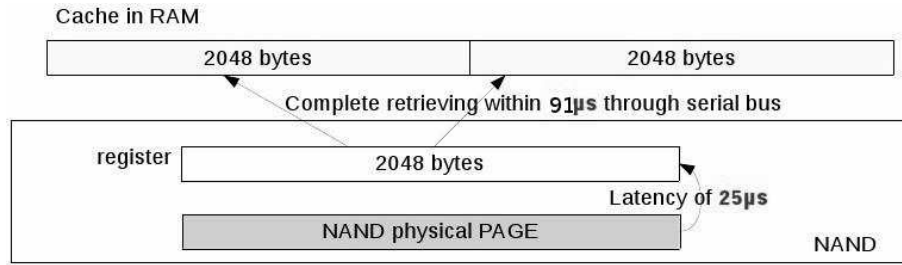 Cache in RAM
2048 bytes 2048 bytes
Complete retrieving within 91µs through serial bus
register 2048 bytes
Latency of 25µs
NAND physical PAGE
NAND